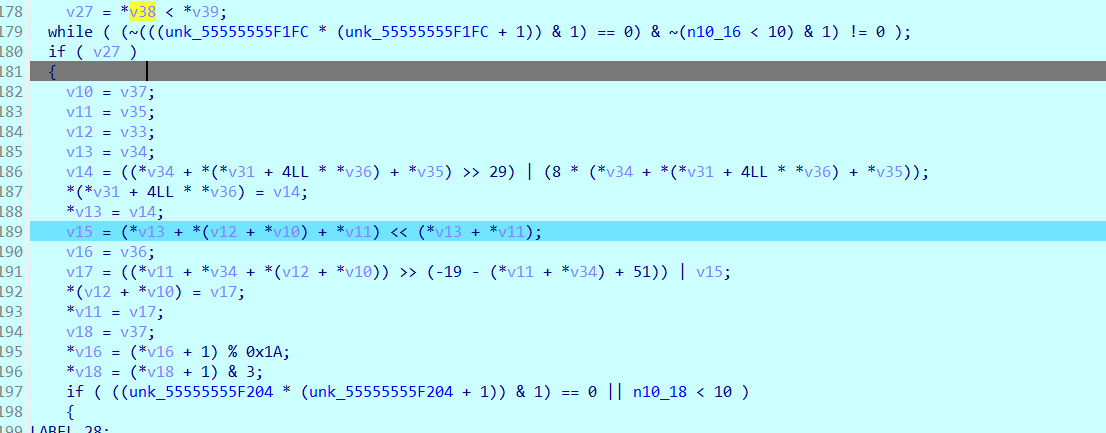 178 v27 = *v38 < *v39;
179 while ( (~(((unk_55555555F1FC * (unk_55555555F1FC + 1)) & 1) == 0) & ~(n10_16 < 10) & 1) != 0 );
180 if ( v27 )
181 {
182 v10 = v37;
183 v11 = v35;
184 v12 = v33;
185 v13 = v34;
186 v14 = ((*v34 + *(*v31 + 4LL * *v36) + *v35) >> 29) | (8 * (*v34 + *(*v31 + 4LL * *v36) + *v35));
187 *(*v31 + 4LL * *v36) = v14;
188 *v13 = v14;
189 v15 = (*v13 + *(v12 + *v10) + *v11) << (*v13 + *v11);
190 v16 = v36;
191 v17 = ((*v11 + *v34 + *(v12 + *v10)) >> (-19 - (*v11 + *v34) + 51)) | v15;
192 *(v12 + *v10) = v17;
193 *v11 = v17;
194 v18 = v37;
195 *v16 = (*v16 + 1) % 0x1A;
196 *v18 = (*v18 + 1) & 3;
197 if ( ((unk_55555555F204 * (unk_55555555F204 + 1)) & 1) == 0 || n10_18 < 10 )
198 {
199 LABEL_28: